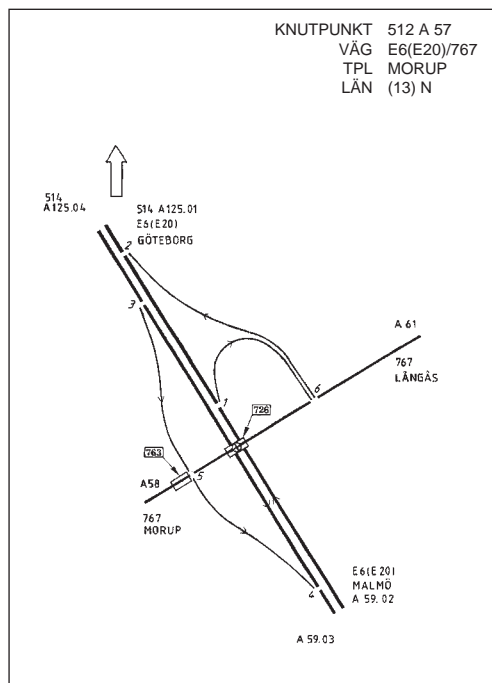 KNUTPUNKT 512 A 57
VÄG E6(E20)/767
TPL MORUP
LÄN (13) N
514
A125.04
S14 A125.01
E6(E20)
GÖTEBORG
2
3
A 61
767
LÅNGÅS
6
1
726
763
A58
5
767
MORUP
E6(E20)
MALMÖ
A 59.02
4
A 59.03